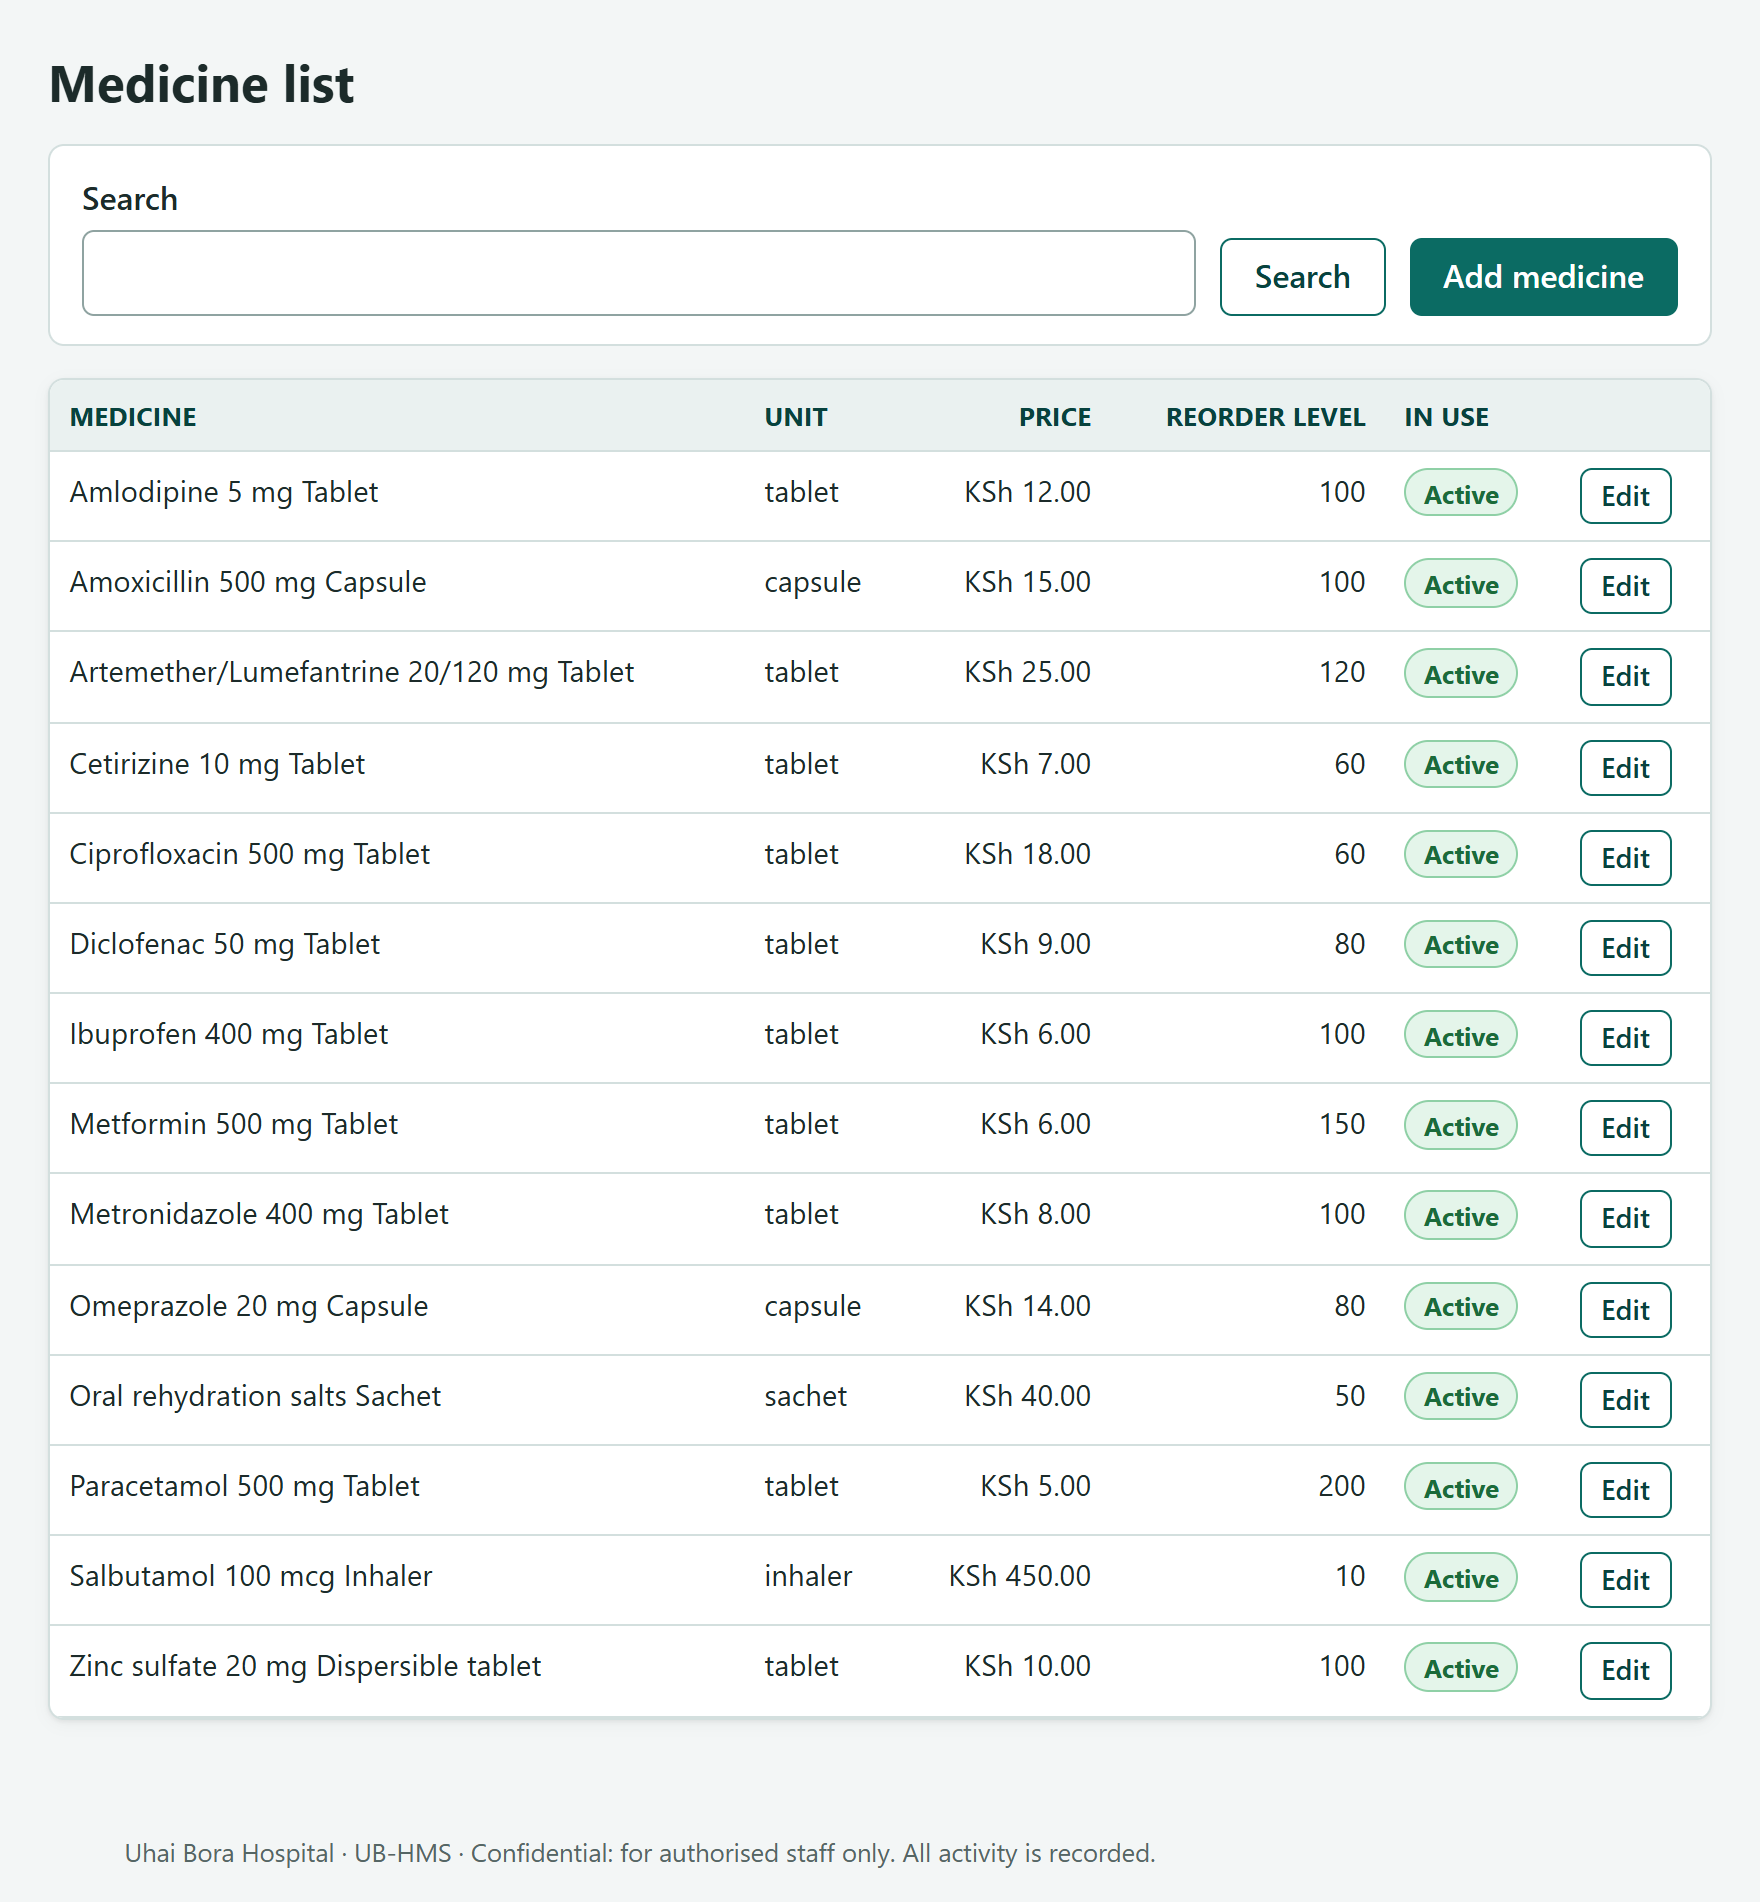 Medicine list
Search
Search Add medicine
MEDICINE UNIT PRICE REORDER LEVEL IN USE
Amlodipine 5 mg Tablet tablet KSh 12.00 100 Active Edit
Amoxicillin 500 mg Capsule capsule KSh 15.00 100 Active Edit
Artemether/Lumefantrine 20/120 mg Tablet tablet KSh 25.00 120 Active Edit
Cetirizine 10 mg Tablet tablet KSh 7.00 60 Active Edit
Ciprofloxacin 500 mg Tablet tablet KSh 18.00 60 Active Edit
Diclofenac 50 mg Tablet tablet KSh 9.00 80 Active Edit
Ibuprofen 400 mg Tablet tablet KSh 6.00 100 Active Edit
Metformin 500 mg Tablet tablet KSh 6.00 150 Active Edit
Metronidazole 400 mg Tablet tablet KSh 8.00 100 Active Edit
Omeprazole 20 mg Capsule capsule KSh 14.00 80 Active Edit
Oral rehydration salts Sachet sachet KSh 40.00 50 Active Edit
Paracetamol 500 mg Tablet tablet KSh 5.00 200 Active Edit
Salbutamol 100 mcg Inhaler inhaler KSh 450.00 10 Active Edit
Zinc sulfate 20 mg Dispersible tablet tablet KSh 10.00 100 Active Edit
Uhai Bora Hospital · UB-HMS · Confidential: for authorised staff only. All activity is recorded.